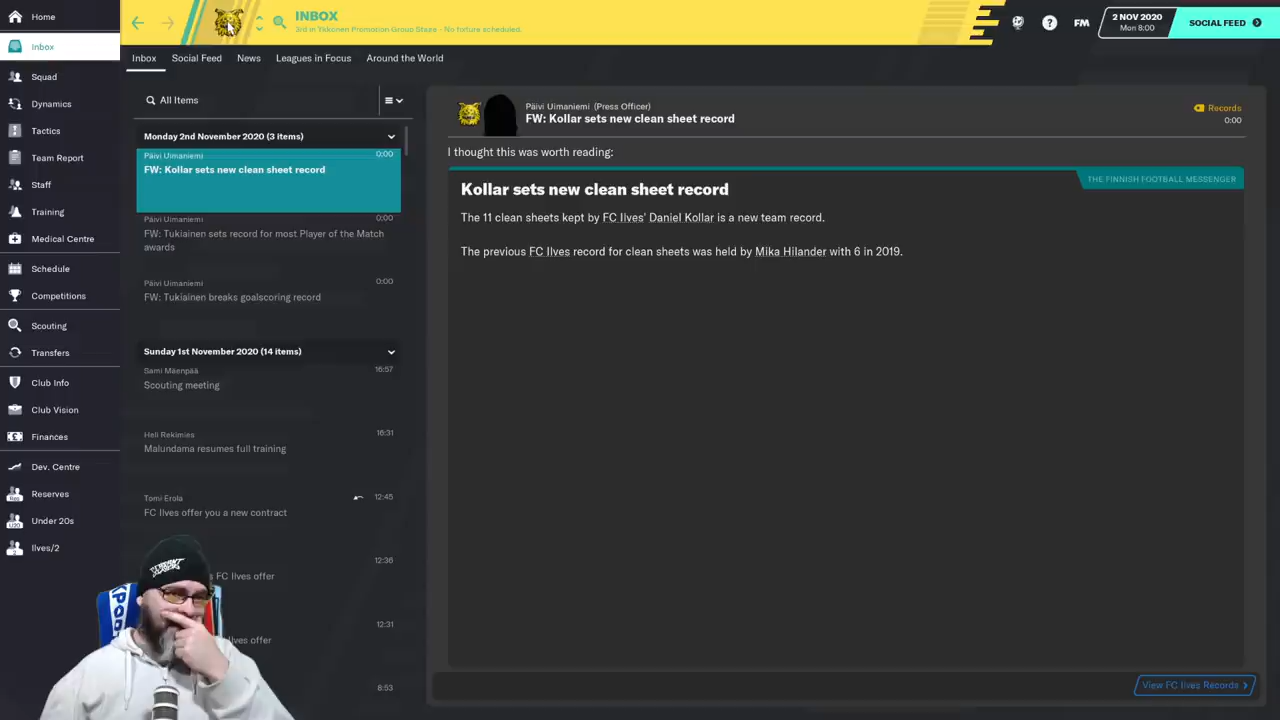 Home
Inbox
Squad
Dynamics
Tactics
Team Report
Staff
Training
Medical Centre
Schedule
Competitions
Scouting
Transfers
Club Info
Club Vision
Finances
Dev. Centre
Reserves
Under 20s
Ilves/2
INBOX
3rd in Ykkönen Promotion Group Stage - No fixture scheduled.
?
FM
2 NOV 2020
Mon 8:00
SOCIAL FEED
Inbox
Social Feed
News
Leagues in Focus
Around the World
All Items
Monday 2nd November 2020 (3 items)
Päivi Uimaniemi 0:00
FW: Kollar sets new clean sheet record
Päivi Uimaniemi 0:00
FW: Tukiainen sets record for most Player of the Match
awards
Päivi Uimaniemi 0:00
FW: Tukiainen breaks goalscoring record
Sunday 1st November 2020 (14 items)
Sami Mäenpää 16:57
Scouting meeting
Heli Rekimies 16:31
Malundama resumes full training
Tomi Erola 12:45
FC Ilves offer you a new contract
12:36
s FC Ilves offer
12:31
Ilves offer
8:53
Päivi Uimaniemi (Press Officer)
FW: Kollar sets new clean sheet record
Records
0:00
I thought this was worth reading:
THE FINNISH FOOTBALL MESSENGER
Kollar sets new clean sheet record
The 11 clean sheets kept by FC Ilves' Daniel Kollar is a new team record.
The previous FC Ilves record for clean sheets was held by Mika Hilander with 6 in 2019.
View FC Ilves Records